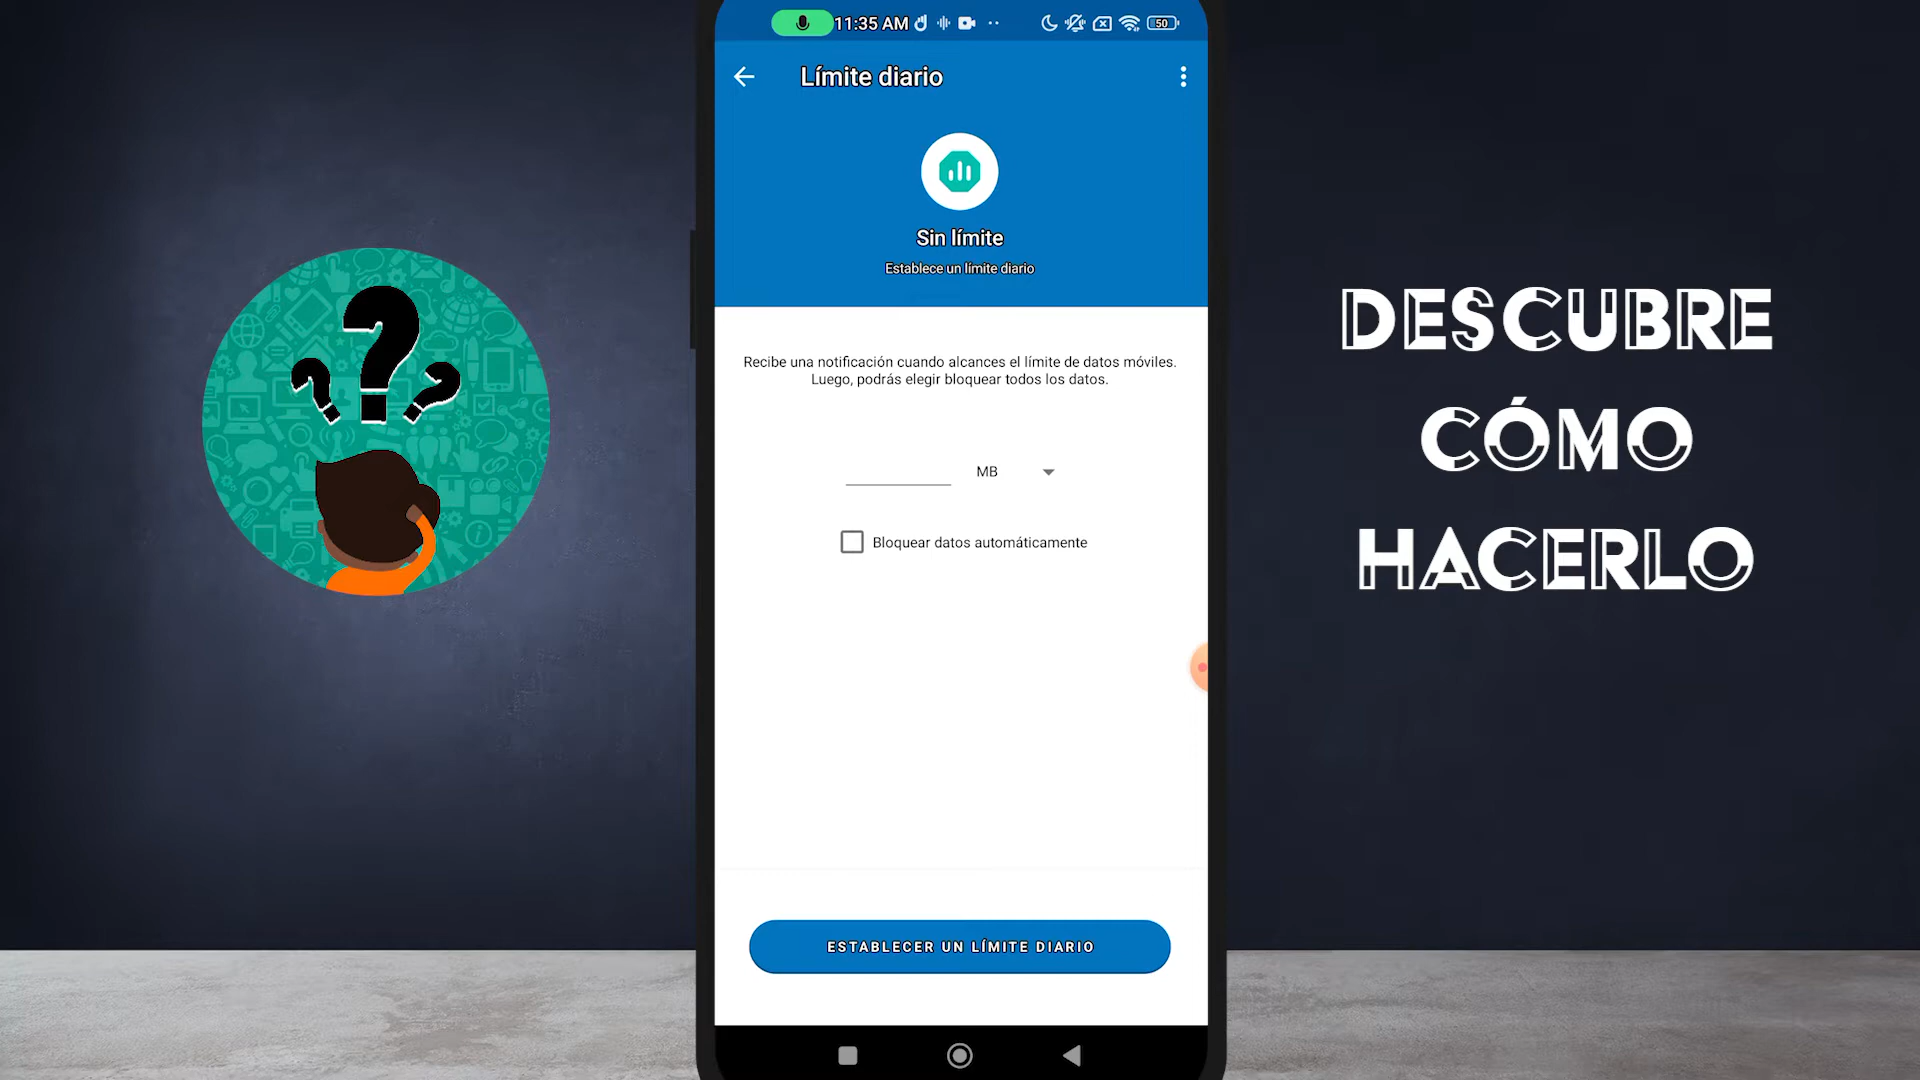 11:35 AM
50
Límite diario
Sin límite
Establece un límite diario
Recibe una notificación cuando alcances el límite de datos móviles.
Luego, podrás elegir bloquear todos los datos.
MB
Bloquear datos automáticamente
ESTABLECER UN LÍMITE DIARIO
DESCUBRE
CÓMO
HACERLO